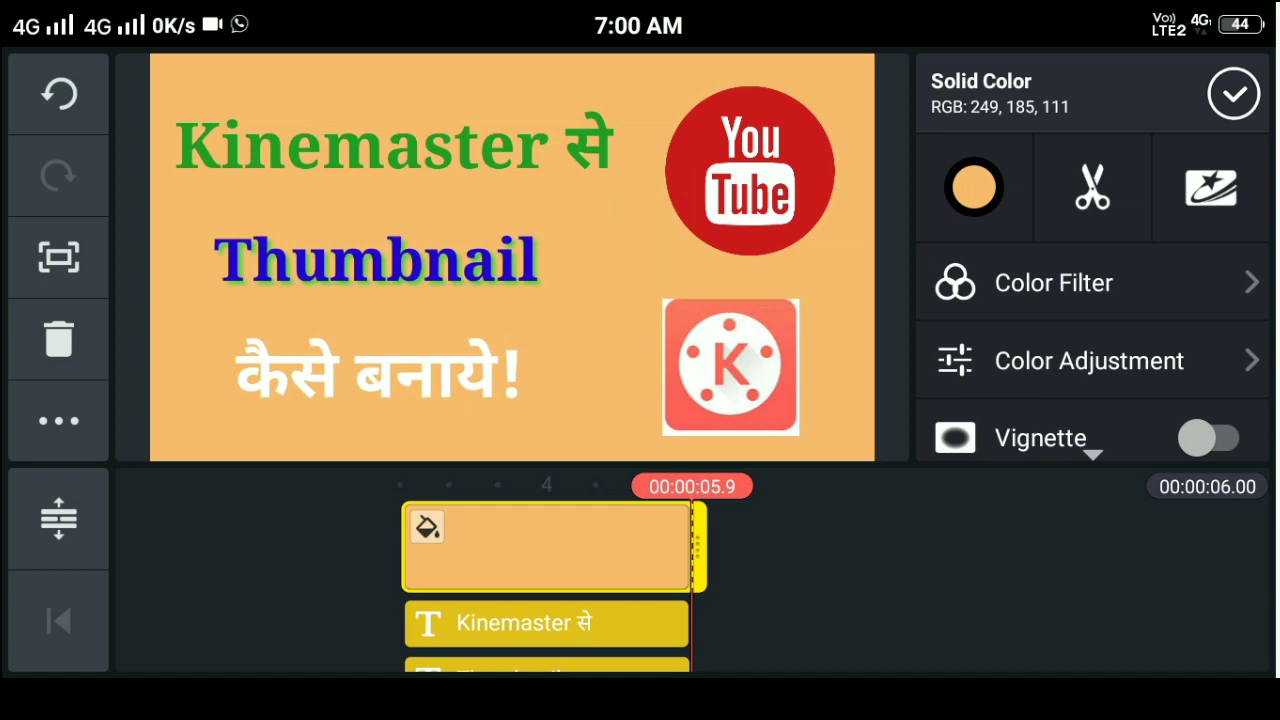 4G 4G 0K/s 7:00 AM Vo)) LTE2 4G 44
Kinemaster से
Thumbnail
कैसे बनाये!
You
Tube
K
Solid Color
RGB: 249, 185, 111
Color Filter
Color Adjustment
Vignette
4
00:00:05.9
00:00:06.00
T Kinemaster से